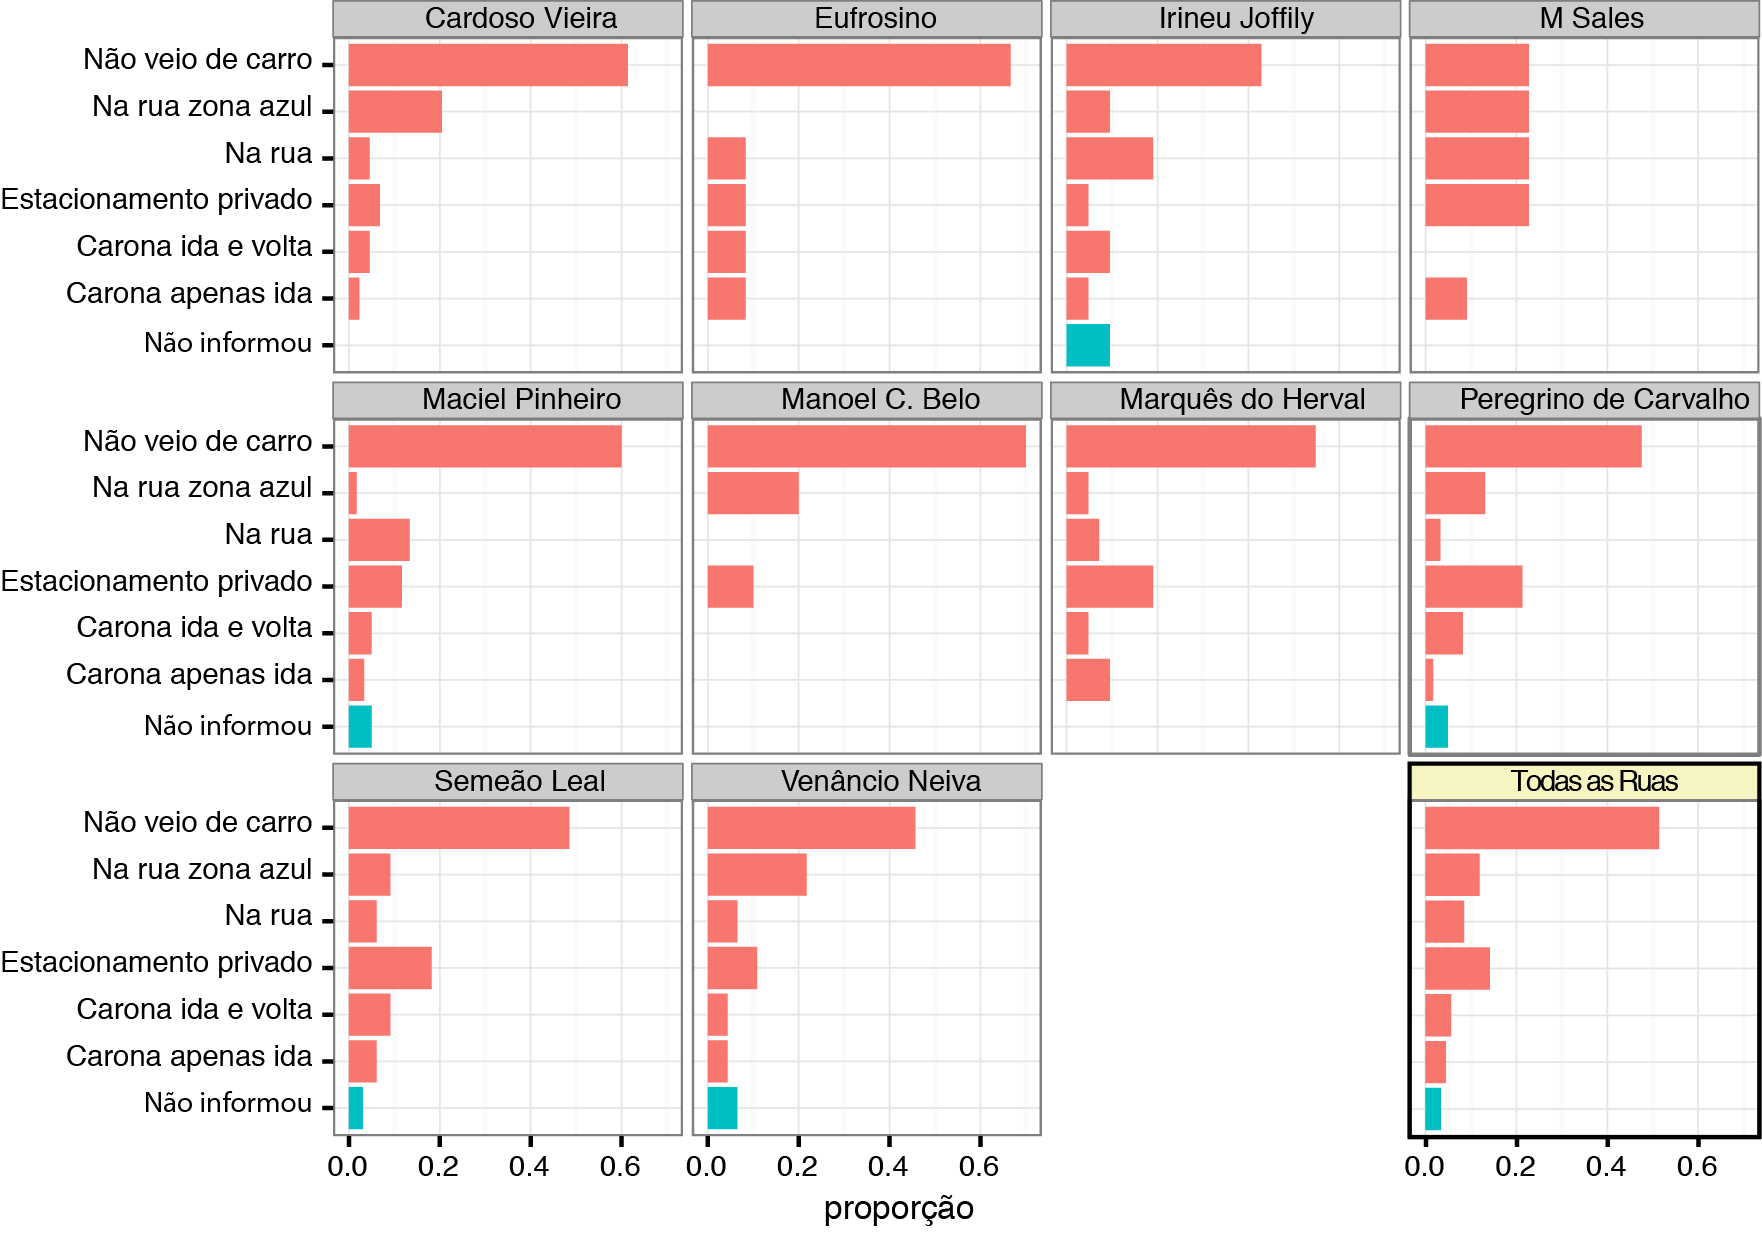 Cardoso Vieira Eufrosino Irineu Joffily M Sales
Não veio de carro
Na rua zona azul
Na rua
Estacionamento privado
Carona ida e volta
Carona apenas ida
Não informou
Maciel Pinheiro Manoel C. Belo Marquês do Herval Peregrino de Carvalho
Não veio de carro
Na rua zona azul
Na rua
Estacionamento privado
Carona ida e volta
Carona apenas ida
Não informou
Semeão Leal Venâncio Neiva Todas as Ruas
Não veio de carro
Na rua zona azul
Na rua
Estacionamento privado
Carona ida e volta
Carona apenas ida
Não informou
0.0 0.2 0.4 0.6 0.0 0.2 0.4 0.6 0.0 0.2 0.4 0.6
proporção